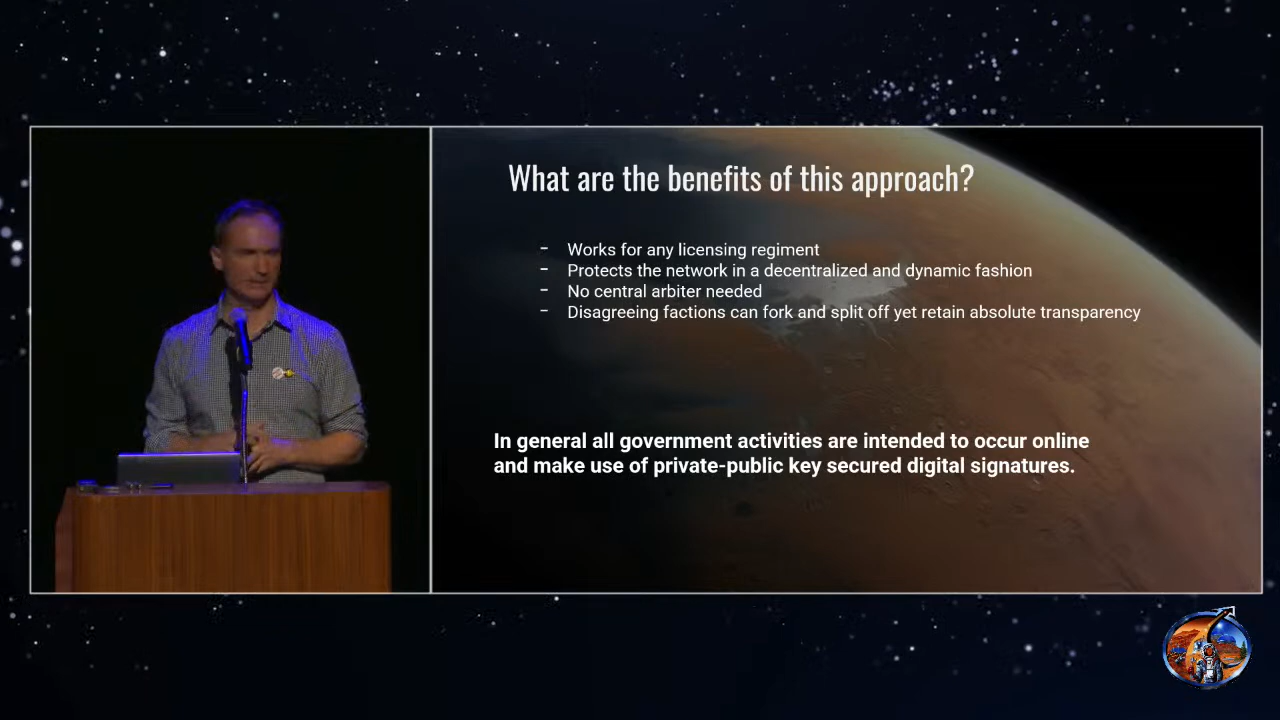 What are the benefits of this approach?
- Works for any licensing regiment
- Protects the network in a decentralized and dynamic fashion
- No central arbiter needed
- Disagreeing factions can fork and split off yet retain absolute transparency
In general all government activities are intended to occur online
and make use of private-public key secured digital signatures.